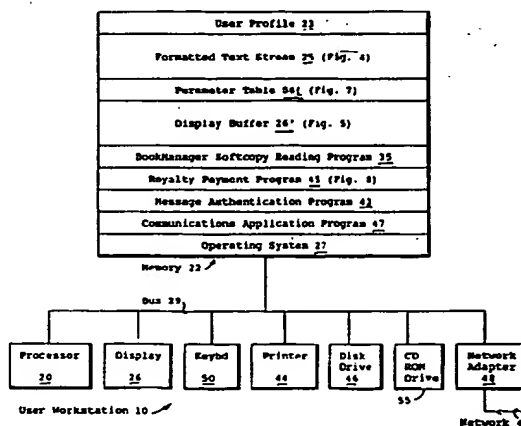 User Profile 23
Formatted Text Stream 25 (Fig. 4)
Parameter Table 84 (Fig. 7)
Display Buffer 26' (Fig. 5)
BookManager Softcopy Reading Program 35
Royalty Payment Program 41 (Fig. 8)
Message Authentication Program 42
Communications Application Program 47
Operating System 27
Memory 22
Bus 29
Processor 20
Display 26
Keybd 50
Printer 44
Disk Drive 46
CD ROM Drive 55
Network Adapter 48
User Workstation 10
Network